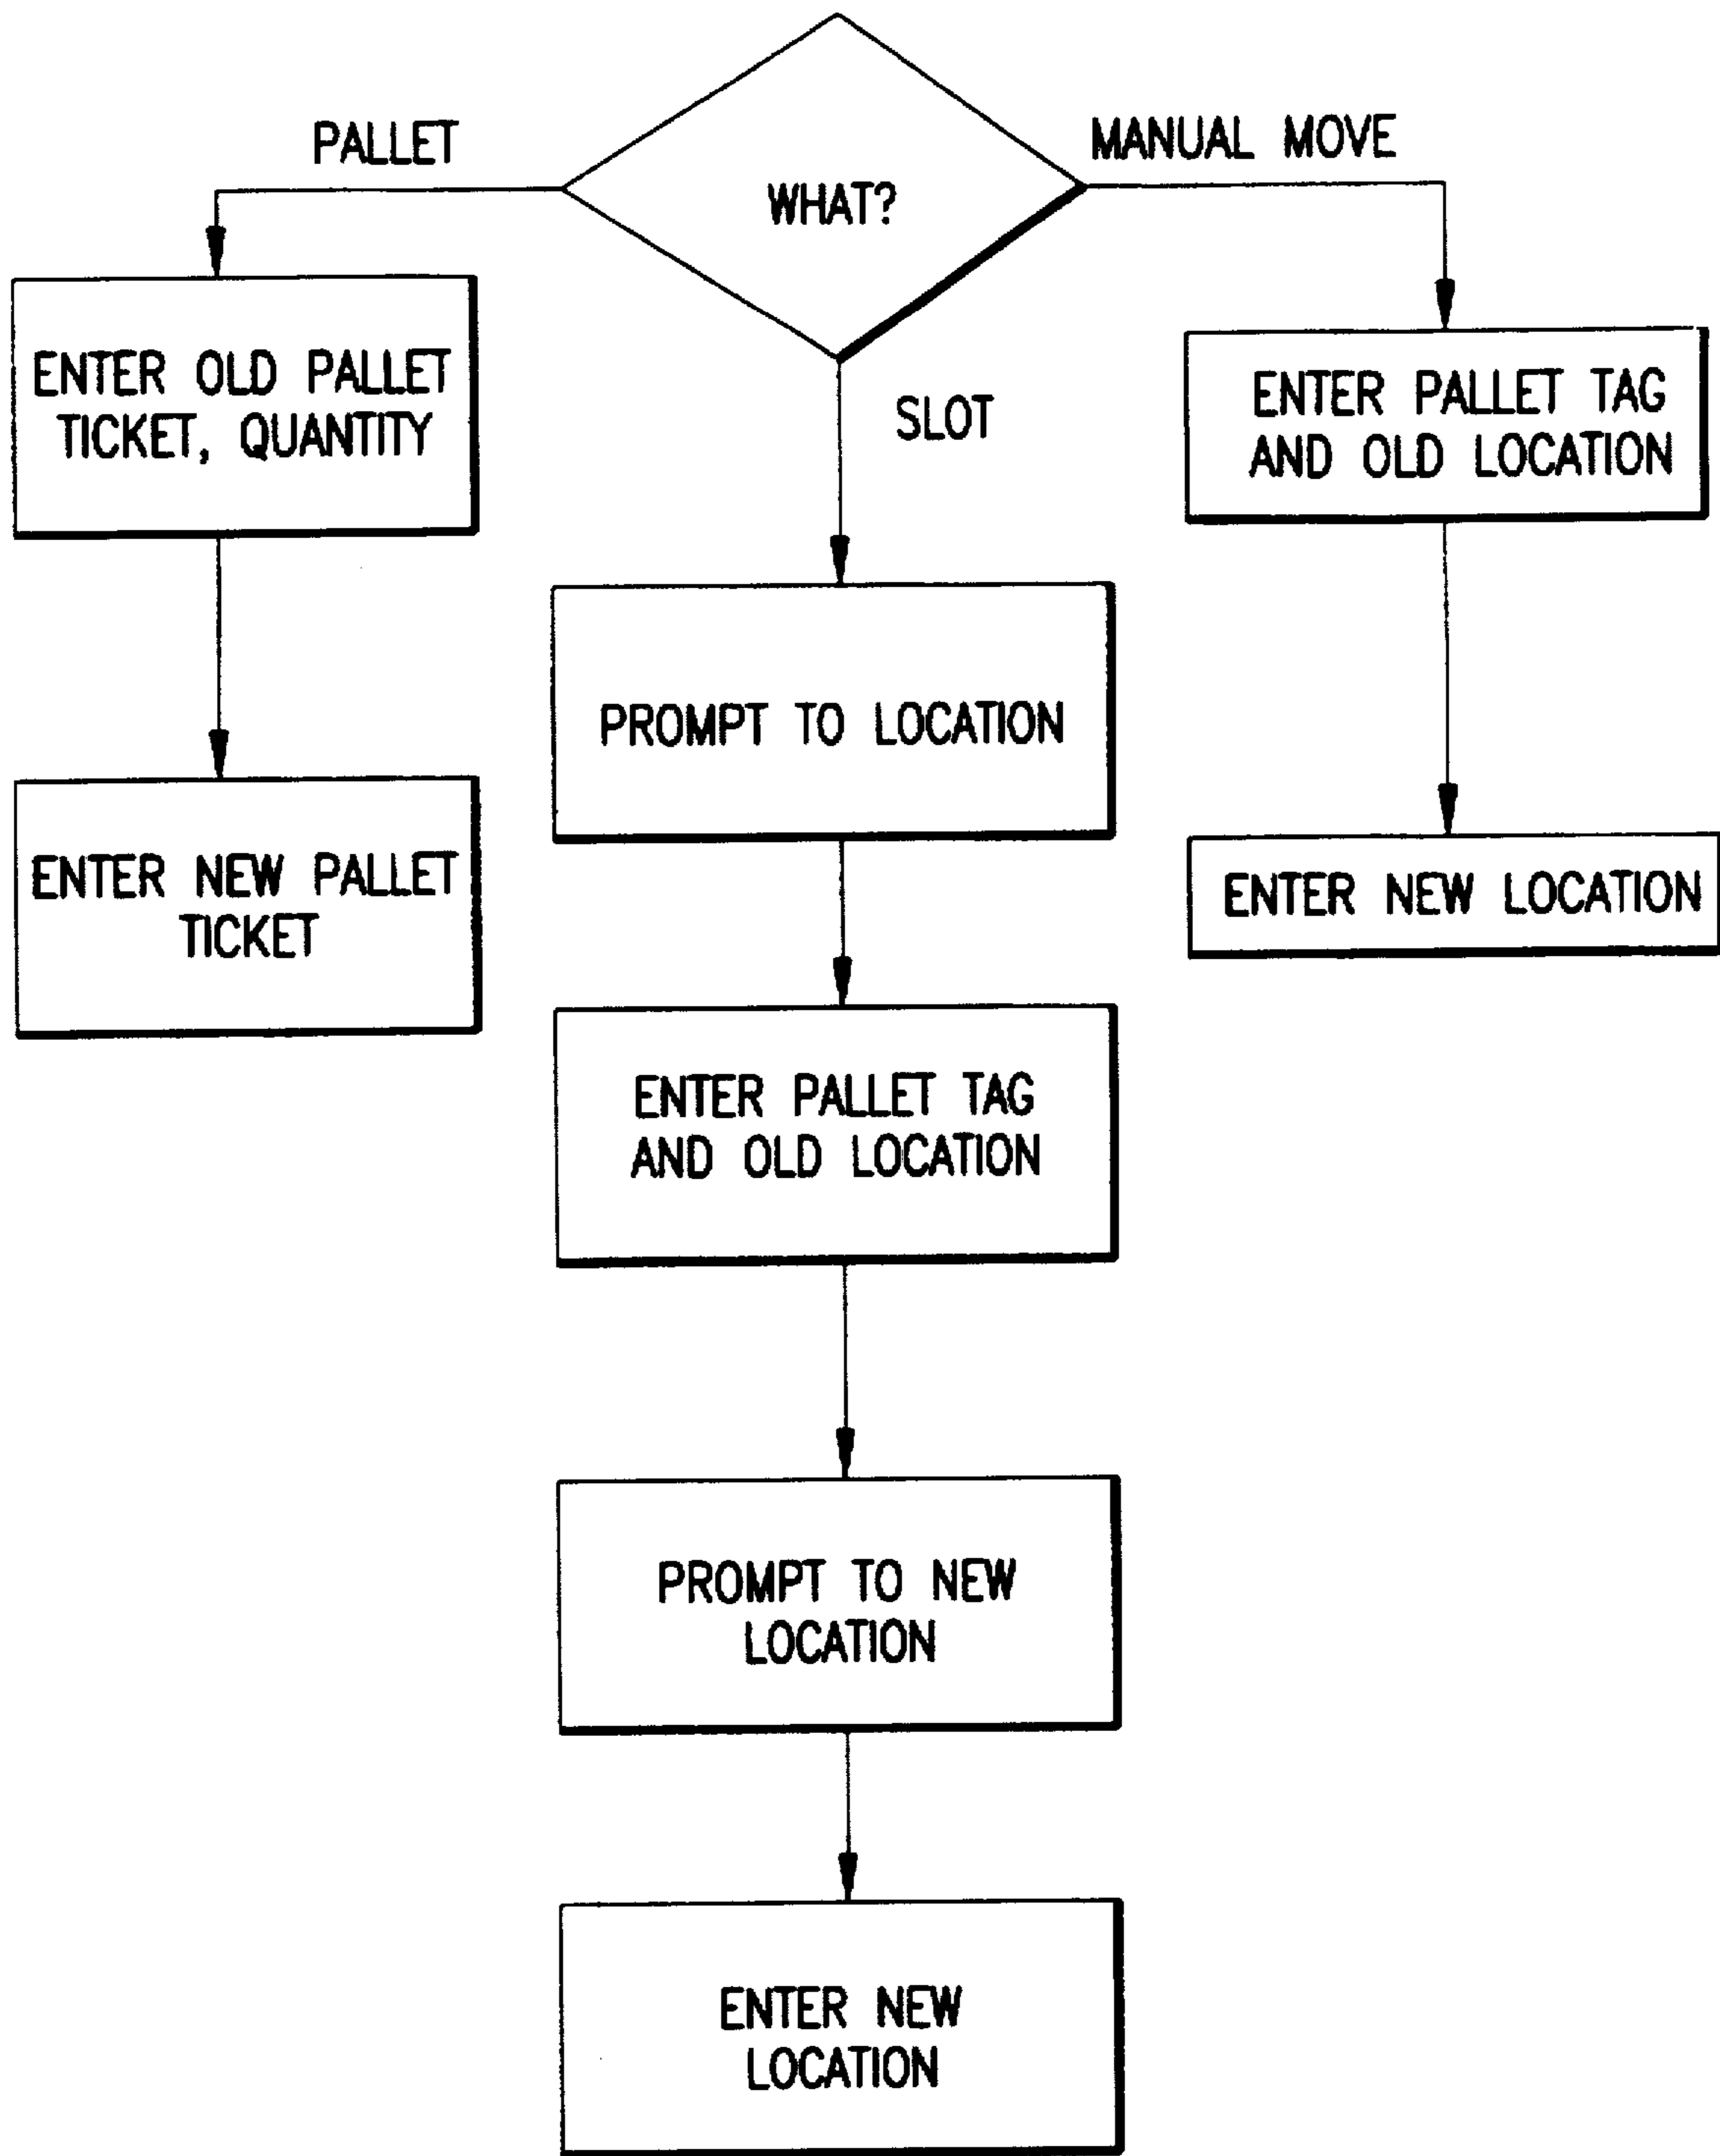 PALLET
WHAT?
MANUAL MOVE
ENTER OLD PALLET
TICKET, QUANTITY
SLOT
ENTER PALLET TAG
AND OLD LOCATION
PROMPT TO LOCATION
ENTER NEW PALLET
TICKET
ENTER NEW LOCATION
ENTER PALLET TAG
AND OLD LOCATION
PROMPT TO NEW
LOCATION
ENTER NEW
LOCATION